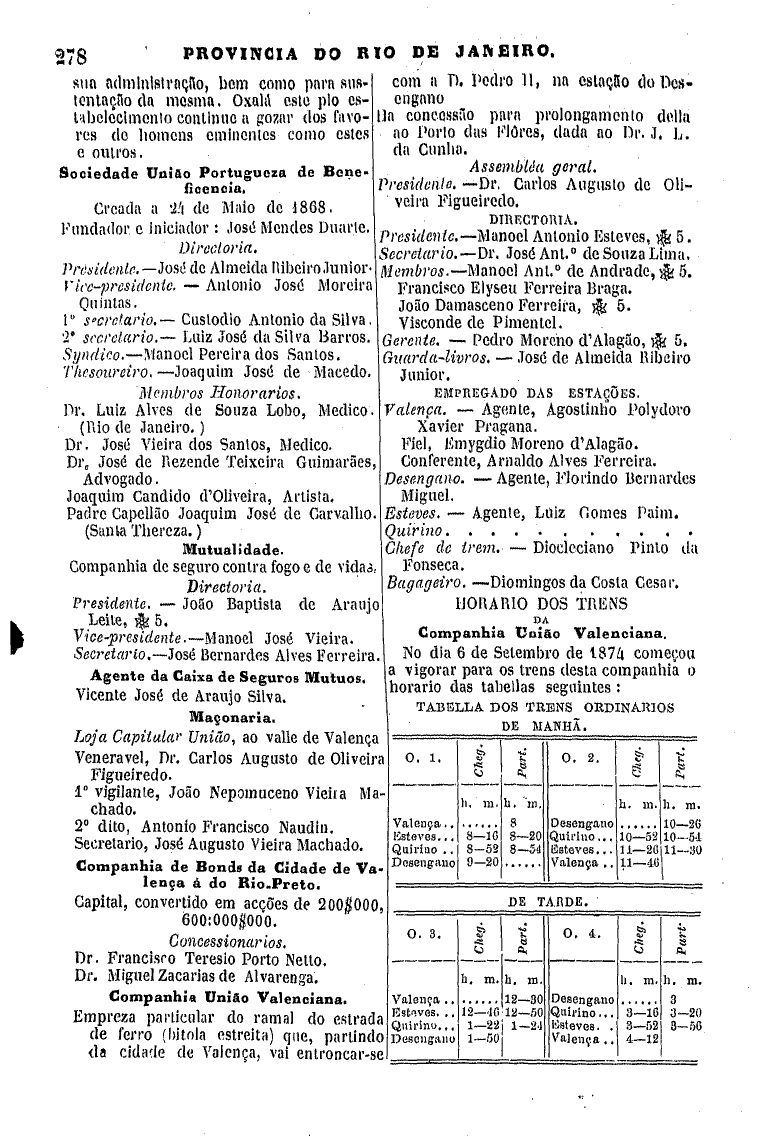 278 PROVINCIA DO RIO DE JANEIRO.
sua administração, bem como para sus-
tentação da mesma. Oxalá este pio es-
tabelecimento continue a gozar dos favo-
res de homens eminentes como estes
e outros.
Sociedade União Portugueza de Bene-
ficencia.
Creada a 24 de Maio de 1868.
Fundador e iniciador : José Mendes Duarte.
Directoria.
Presidente.—José de Almeida Ribeiro Junior.
Vice-presidente. — Antonio José Moreira
Quintas.
1º secretario.— Custodio Antonio da Silva.
2º secretario.— Luiz José da Silva Barros.
Syndico.—Manoel Pereira dos Santos.
Thesoureiro.—Joaquim José de Macedo.
Membros Honorarios.
Dr. Luiz Alves de Souza Lobo, Medico.
(Rio de Janeiro.)
Dr. José Vieira dos Santos, Medico.
Dr. José de Rezende Teixeira Guimarães,
Advogado.
Joaquim Candido d'Oliveira, Artista.
Padre Capellão Joaquim José de Carvalho.
(Santa Thereza.)
Mutualidade.
Companhia de seguro contra fogo e de vidas.
Directoria.
Presidente. — João Baptista de Araujo
Leite, 5.
Vice-presidente.—Manoel José Vieira.
Secretario.—José Bernardes Alves Ferreira.
Agente da Caixa de Seguros Mutuos.
Vicente José de Araujo Silva.
Maçonaria.
Loja Capitular União, ao valle de Valença
Veneravel, Dr. Carlos Augusto de Oliveira
Figueiredo.
1º vigilante, João Nepomuceno Vieira Ma-
chado.
2º dito, Antonio Francisco Naudin.
Secretario, José Augusto Vieira Machado.
Companhia de Bonds da Cidade de Va-
lença á do Rio-Preto.
Capital, convertido em acções de 200$000,
600:000$000.
Concessionarios.
Dr. Francisco Teresio Porto Netto.
Dr. Miguel Zacarias de Alvarenga.
Companhia União Valenciana.
Empreza particular do ramal do estrada
de ferro (bitola estreita) que, partindo
da cidade de Valença, vai entroncar-se
com a D. Pedro II, na estação do Des-
engano
Da concessão para prolongamento della
ao Porto das Flôres, dada ao Dr. J. L.
da Cunha.
Assembléa geral.
Presidente.—Dr. Carlos Augusto de Oli-
veira Figueiredo.
DIRECTORIA.
Presidente.—Manoel Antonio Esteves, 5.
Secretario.—Dr. José Ant.º de Souza Lima.
Membros.—Manoel Ant.º de Andrade, 5.
Francisco Elyseu Ferreira Braga.
João Damasceno Ferreira, 5.
Visconde de Pimentel.
Gerente. — Pedro Moreno d'Alagão, 5.
Guarda-livros. — José de Almeida Ribeiro
Junior.
EMPREGADO DAS ESTAÇÕES.
Valença. — Agente, Agostinho Polydoro
Xavier Pragana.
Fiel, Emygdio Moreno d'Alagão.
Conferente, Arnaldo Alves Ferreira.
Desengano. — Agente, Florindo Bernardes
Miguel.
Esteves. — Agente, Luiz Gomes Paim.
Quirino. . . . . . . . . . .
Chefe de trem. — Diocleciano Pinto da
Fonseca.
Bagageiro. —Diomingos da Costa Cesar.
HORARIO DOS TRENS
DA
Companhia União Valenciana.
No dia 6 de Setembro de 1874 começou
a vigorar para os trens desta companhia o
horario das tabellas seguintes :
TABELLA DOS TRENS ORDINARIOS
DE MANHÃ.
O. 1. Cheg. Part. O. 2. Cheg. Part.
h. m. h. m. h. m. h. m.
Valença.. ...... 8 Desengano ...... 10—26
Esteves... 8—16 8—20 Quirino... 10—52 10—54
Quirino .. 8—52 8—54 Esteves... 11—26 11—30
Desengano 9—20 ...... Valença .. 11—46
DE TARDE.
O. 3. Cheg. Part. O. 4. Cheg. Part.
h. m. h. m. h. m. h. m.
Valença .. ...... 12—30 Desengano ...... 3
Esteves... 12—46 12—50 Quirino... 3—16 3—20
Quirino... 1—22 1—24 Esteves. . 3—52 3—56
Desengano 1—50 Valença .. 4—12